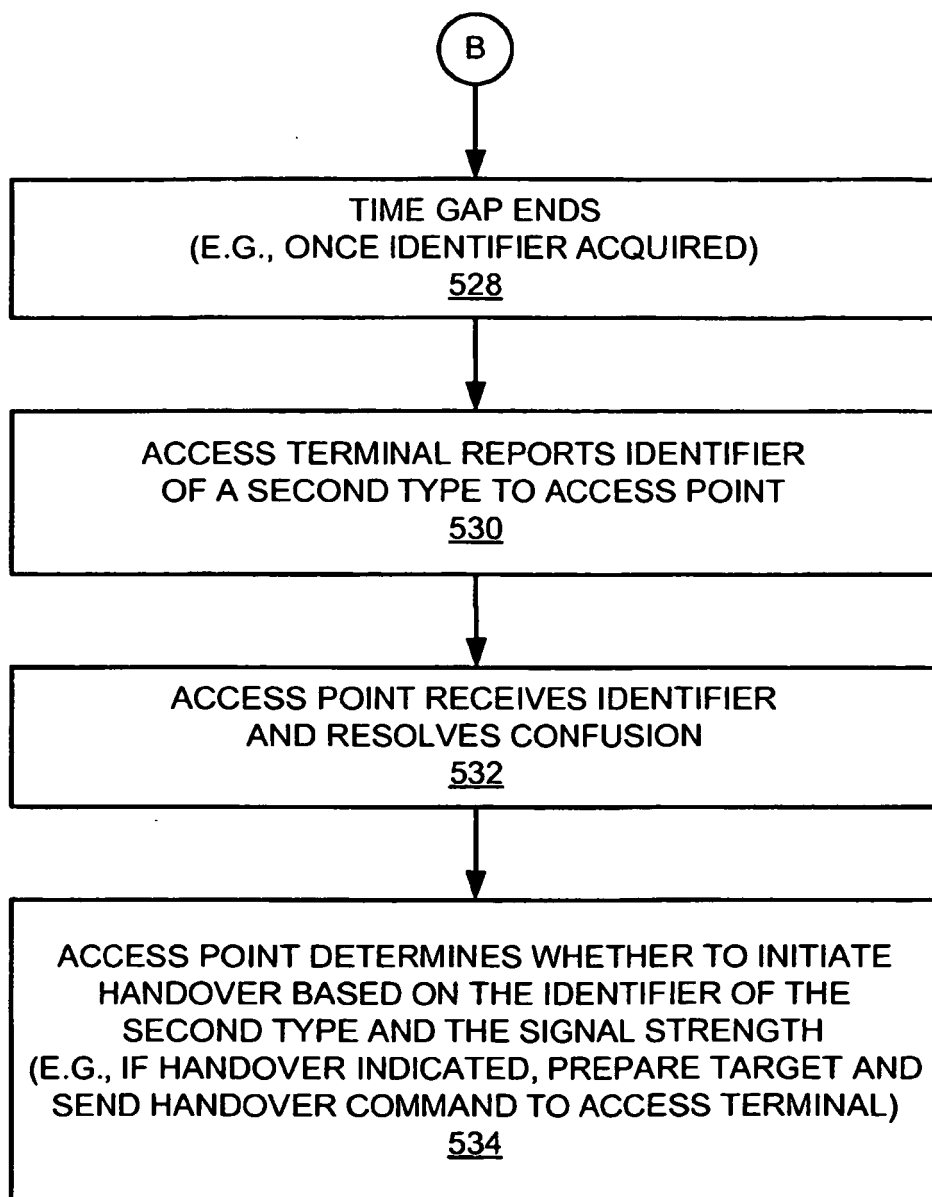 B
TIME GAP ENDS
(E.G., ONCE IDENTIFIER ACQUIRED)
528
ACCESS TERMINAL REPORTS IDENTIFIER
OF A SECOND TYPE TO ACCESS POINT
530
ACCESS POINT RECEIVES IDENTIFIER
AND RESOLVES CONFUSION
532
ACCESS POINT DETERMINES WHETHER TO INITIATE
HANDOVER BASED ON THE IDENTIFIER OF THE
SECOND TYPE AND THE SIGNAL STRENGTH
(E.G., IF HANDOVER INDICATED, PREPARE TARGET AND
SEND HANDOVER COMMAND TO ACCESS TERMINAL)
534